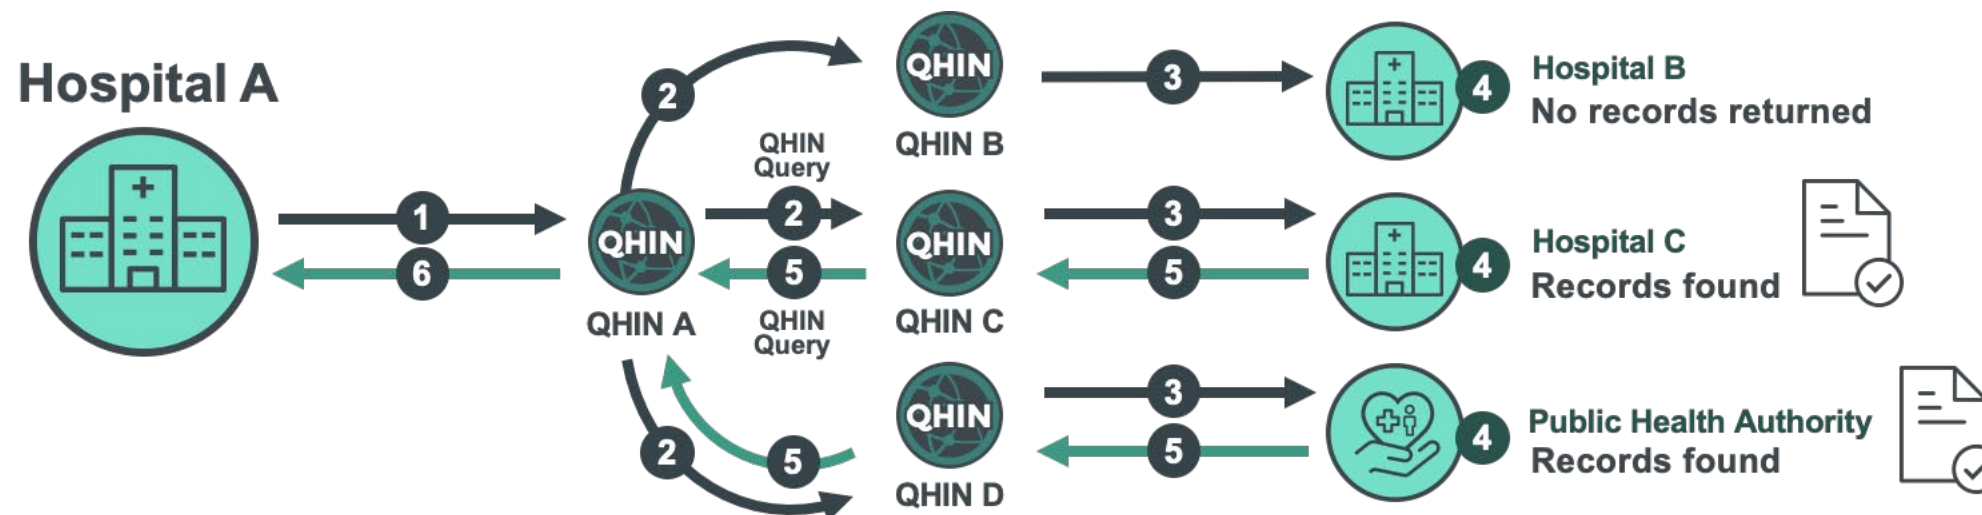 Hospital A
1
6
QHIN
QHIN A
2
QHIN
Query
2
5
QHIN
Query
2
5
QHIN
QHIN B
3
4
Hospital B
No records returned
QHIN
QHIN C
3
5
4
Hospital C
Records found
QHIN
QHIN D
3
5
4
Public Health Authority
Records found